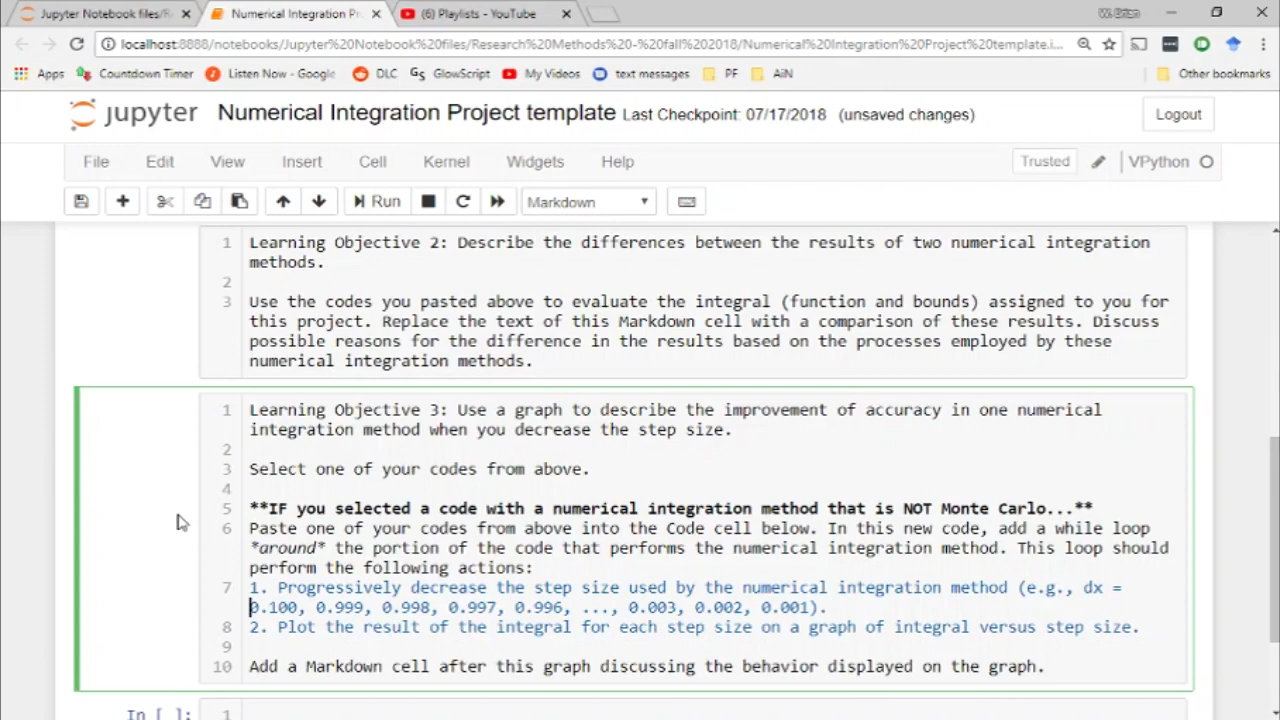 Jupyter Notebook files/Re
Numerical Integration Pr
(6) Playlists - YouTube
localhost:8888/notebooks/Jupyter%20Notebook%20files/Research%20Methods%20-%20fall%202018/Numerical%20Integration%20Project%20template.i...
Apps Countdown Timer Listen Now - Google DLC GlowScript My Videos text messages PF AiN Other bookmarks
jupyter Numerical Integration Project template Last Checkpoint: 07/17/2018 (unsaved changes) Logout
File Edit View Insert Cell Kernel Widgets Help Trusted VPython
Run Markdown
1 Learning Objective 2: Describe the differences between the results of two numerical integration
methods.
2
3 Use the codes you pasted above to evaluate the integral (function and bounds) assigned to you for
this project. Replace the text of this Markdown cell with a comparison of these results. Discuss
possible reasons for the difference in the results based on the processes employed by these
numerical integration methods.
1 Learning Objective 3: Use a graph to describe the improvement of accuracy in one numerical
integration method when you decrease the step size.
2
3 Select one of your codes from above.
4
5 **IF you selected a code with a numerical integration method that is NOT Monte Carlo...**
6 Paste one of your codes from above into the Code cell below. In this new code, add a while loop
*around* the portion of the code that performs the numerical integration method. This loop should
perform the following actions:
7 1. Progressively decrease the step size used by the numerical integration method (e.g., dx =
0.100, 0.999, 0.998, 0.997, 0.996, ..., 0.003, 0.002, 0.001).
8 2. Plot the result of the integral for each step size on a graph of integral versus step size.
9
10 Add a Markdown cell after this graph discussing the behavior displayed on the graph.
In [ ]: 1